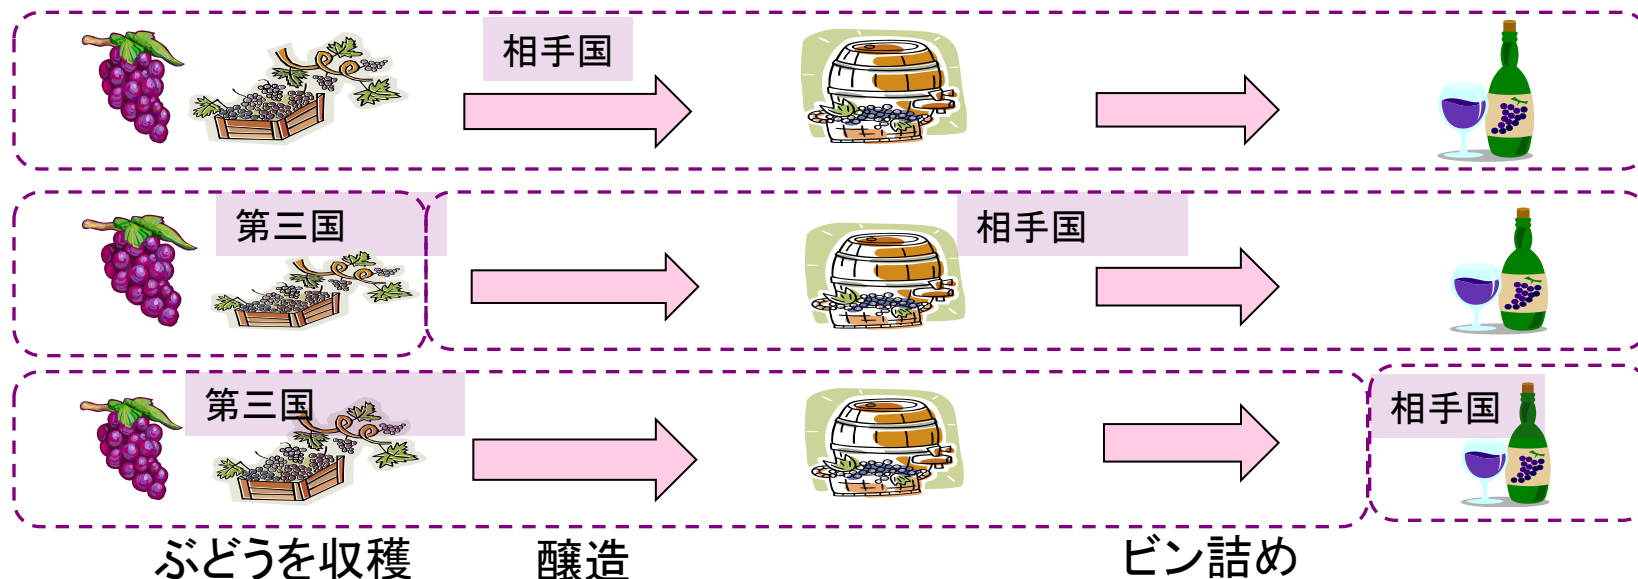 相手国
第三国
相手国
第三国
相手国
ぶどうを収穫
醸造
ビン詰め